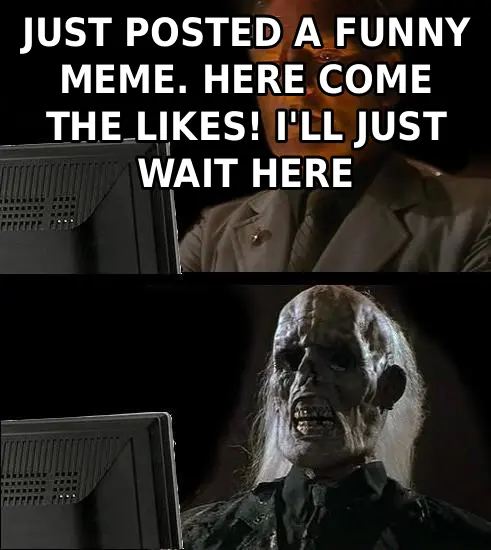 JUST POSTED A FUNNY
MEME. HERE COME
THE LIKES! I'LL JUST
WAIT HERE